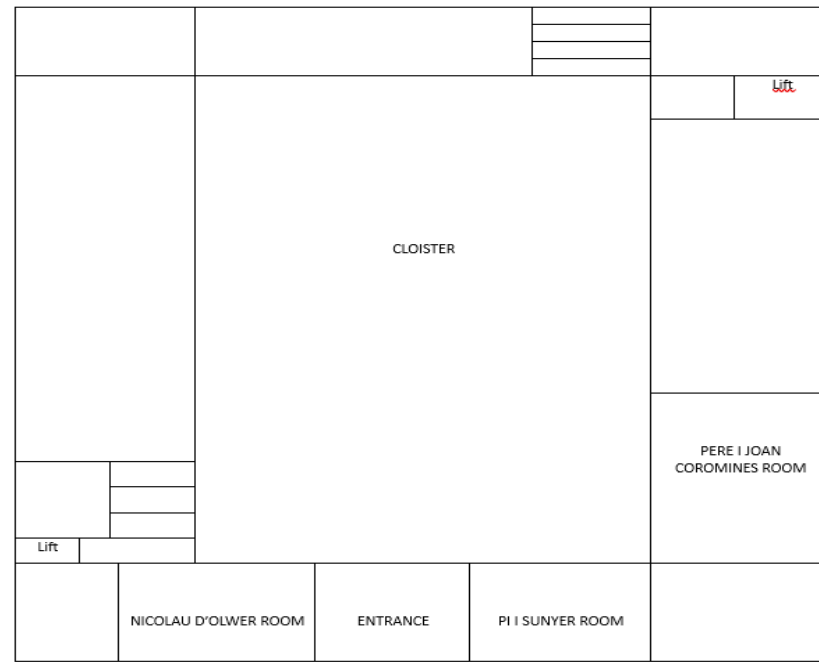 Lift
CLOISTER
PERE I JOAN
COROMINES ROOM
Lift
NICOLAU D'OLWER ROOM
ENTRANCE
PI I SUNYER ROOM